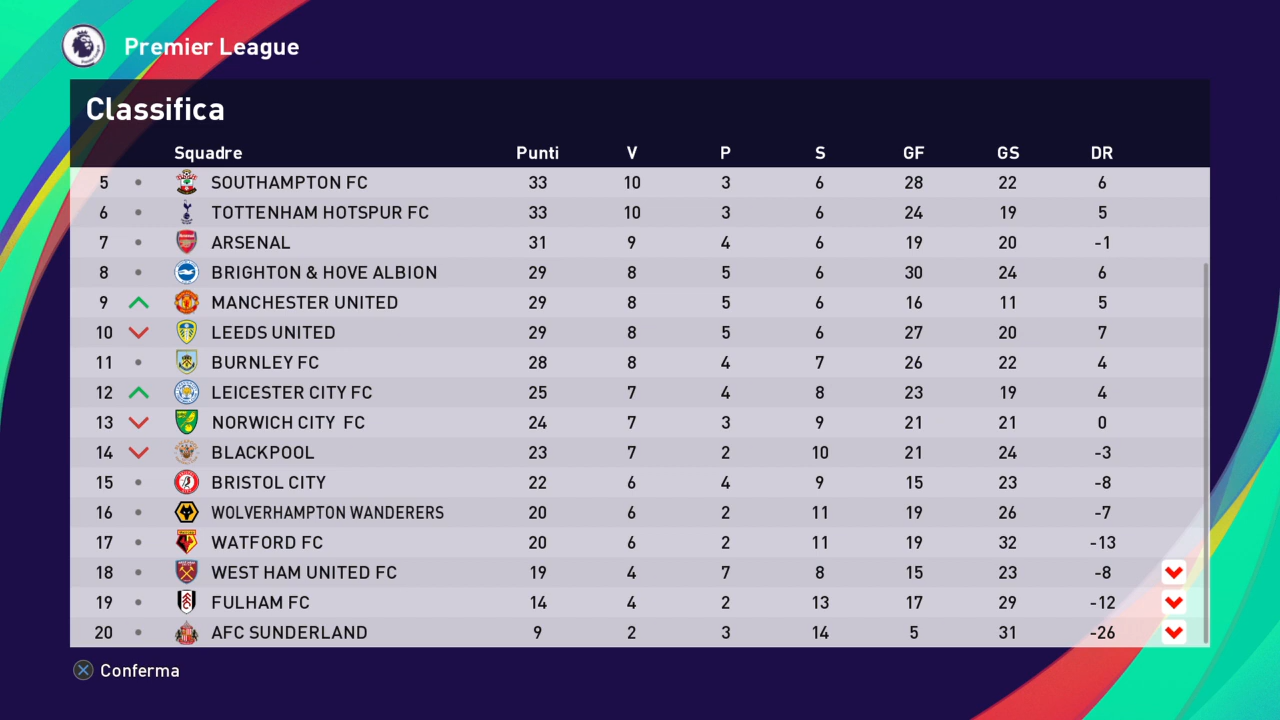 Premier League
Classifica
Squadre Punti V P S GF GS DR
5 SOUTHAMPTON FC 33 10 3 6 28 22 6
6 TOTTENHAM HOTSPUR FC 33 10 3 6 24 19 5
7 ARSENAL 31 9 4 6 19 20 -1
8 BRIGHTON & HOVE ALBION 29 8 5 6 30 24 6
9 MANCHESTER UNITED 29 8 5 6 16 11 5
10 LEEDS UNITED 29 8 5 6 27 20 7
11 BURNLEY FC 28 8 4 7 26 22 4
12 LEICESTER CITY FC 25 7 4 8 23 19 4
13 NORWICH CITY FC 24 7 3 9 21 21 0
14 BLACKPOOL 23 7 2 10 21 24 -3
15 BRISTOL CITY 22 6 4 9 15 23 -8
16 WOLVERHAMPTON WANDERERS 20 6 2 11 19 26 -7
17 WATFORD FC 20 6 2 11 19 32 -13
18 WEST HAM UNITED FC 19 4 7 8 15 23 -8
19 FULHAM FC 14 4 2 13 17 29 -12
20 AFC SUNDERLAND 9 2 3 14 5 31 -26
Conferma